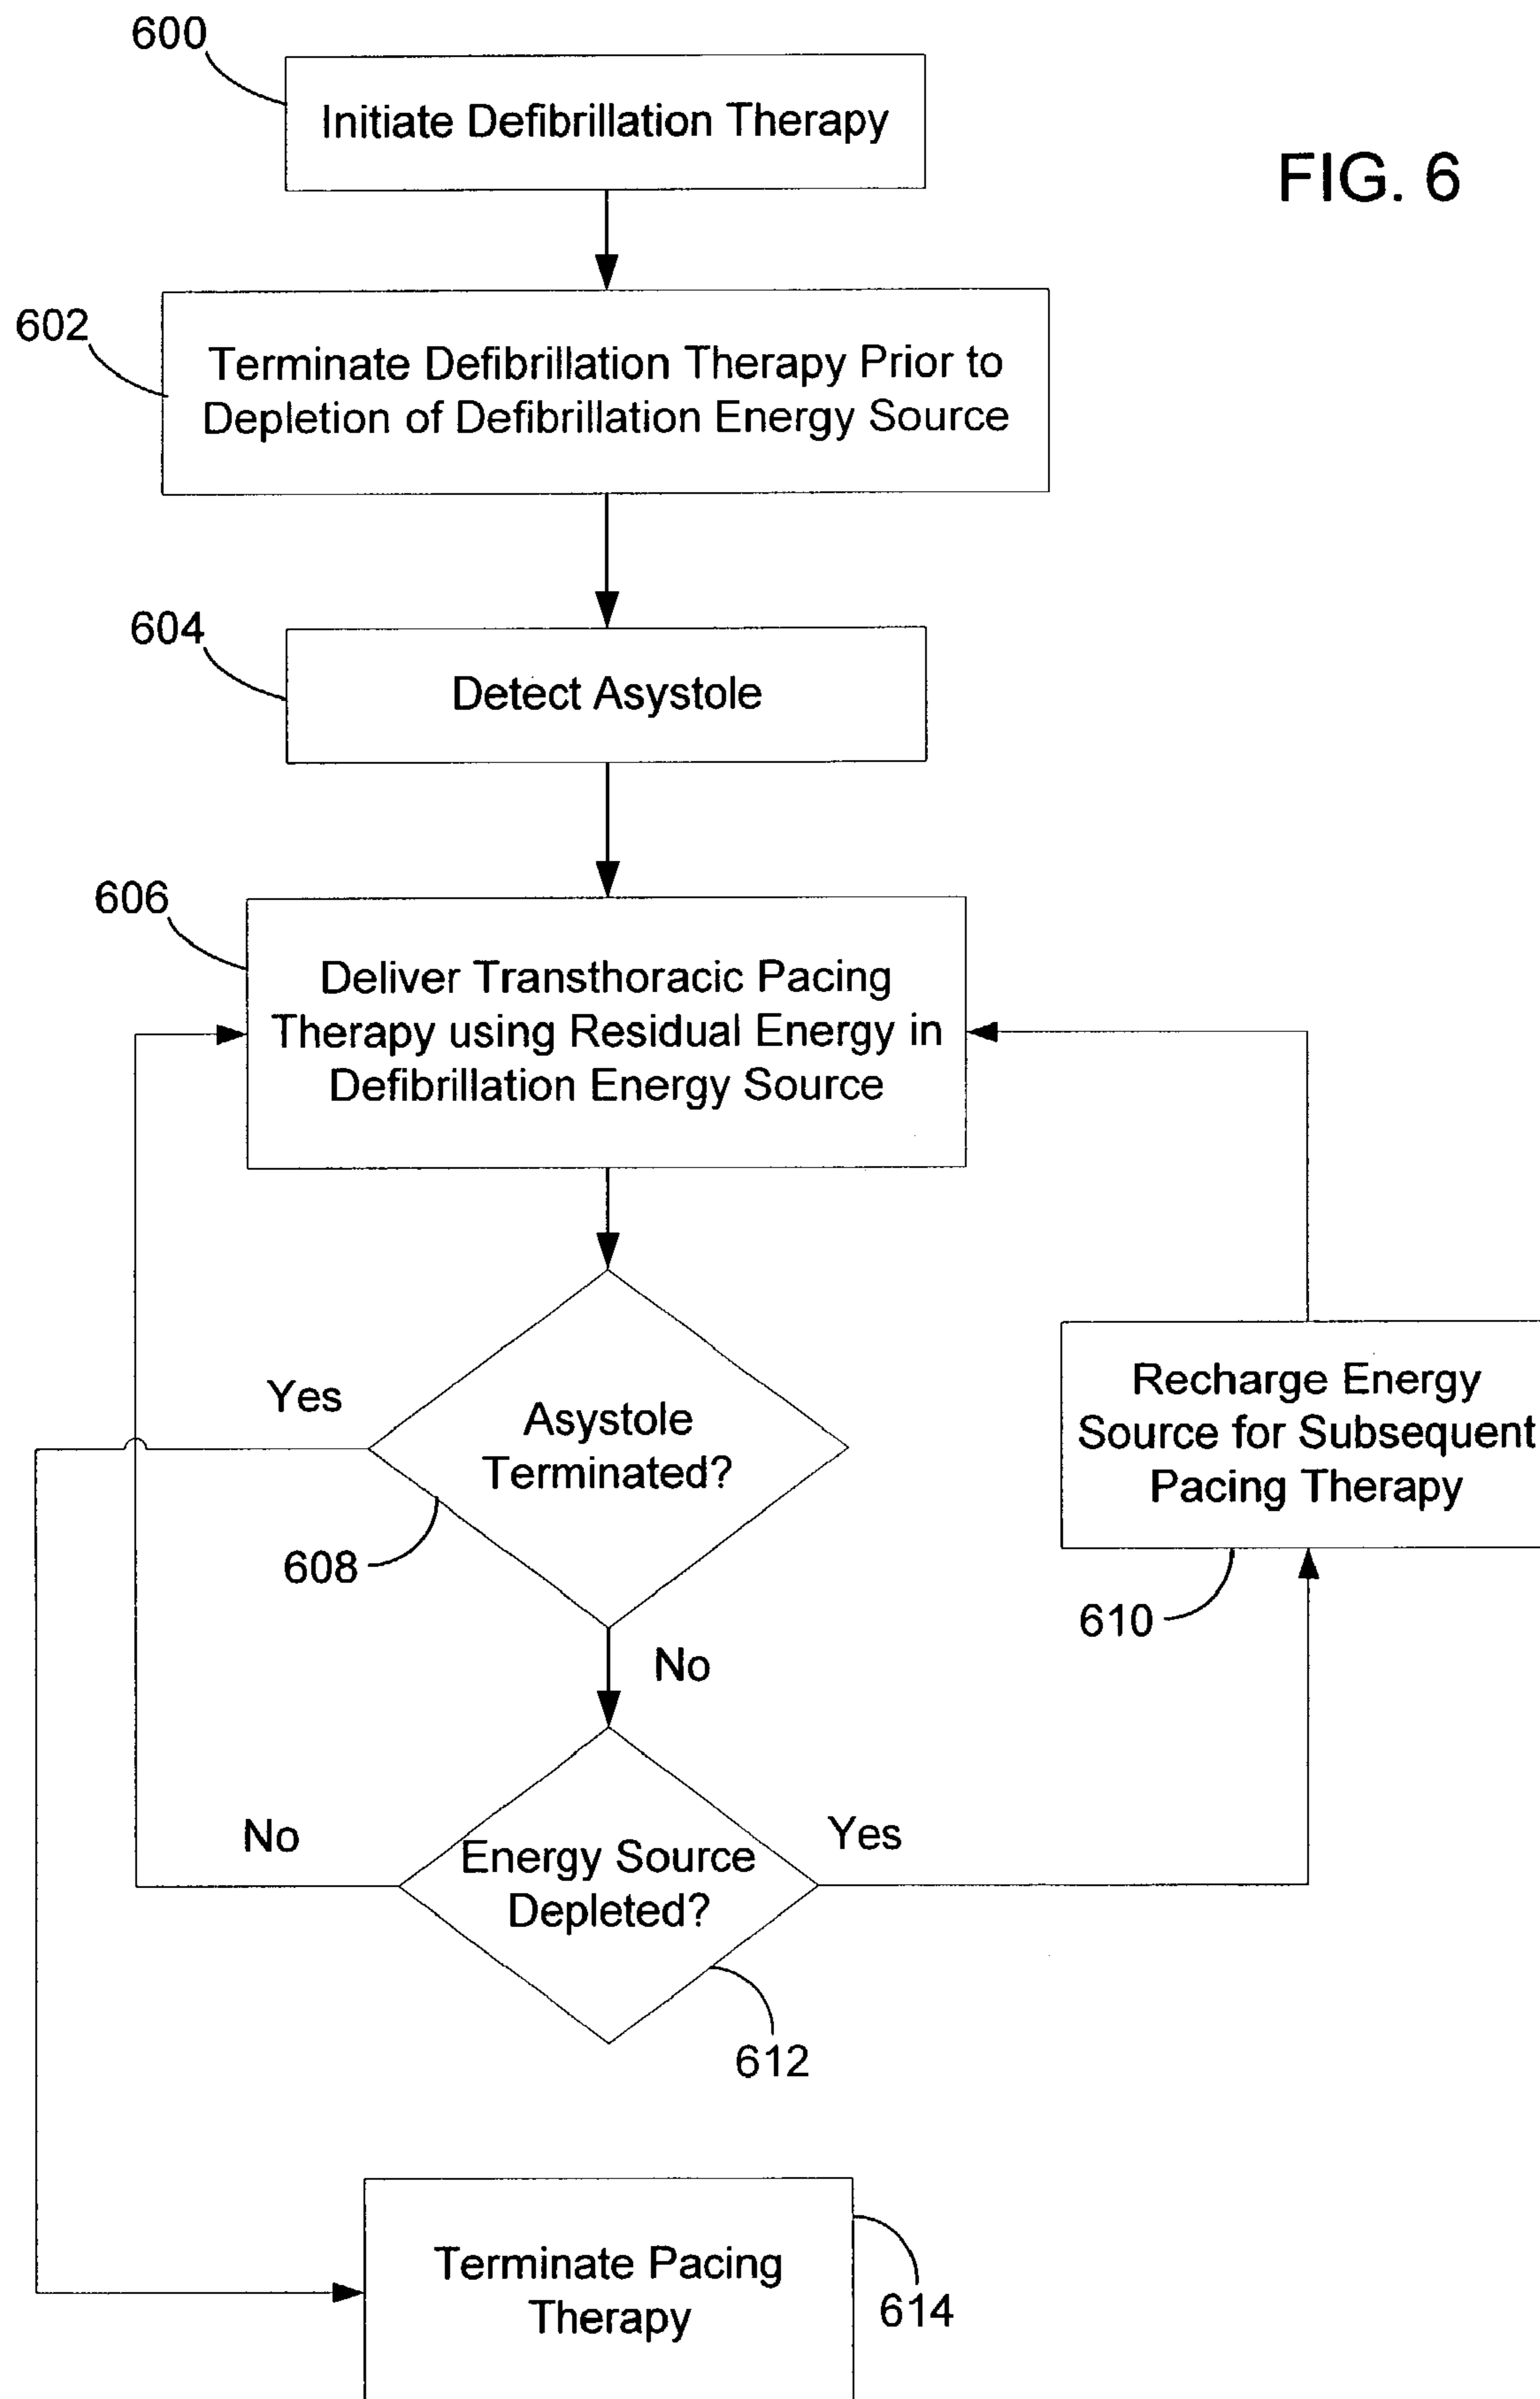 600
Initiate Defibrillation Therapy
FIG. 6
602
Terminate Defibrillation Therapy Prior to
Depletion of Defibrillation Energy Source
604
Detect Asystole
606
Deliver Transthoracic Pacing
Therapy using Residual Energy in
Defibrillation Energy Source
Yes
Asystole
Terminated?
608
No
Recharge Energy
Source for Subsequent
Pacing Therapy
610
No
Energy Source
Depleted?
Yes
612
Terminate Pacing
Therapy
614